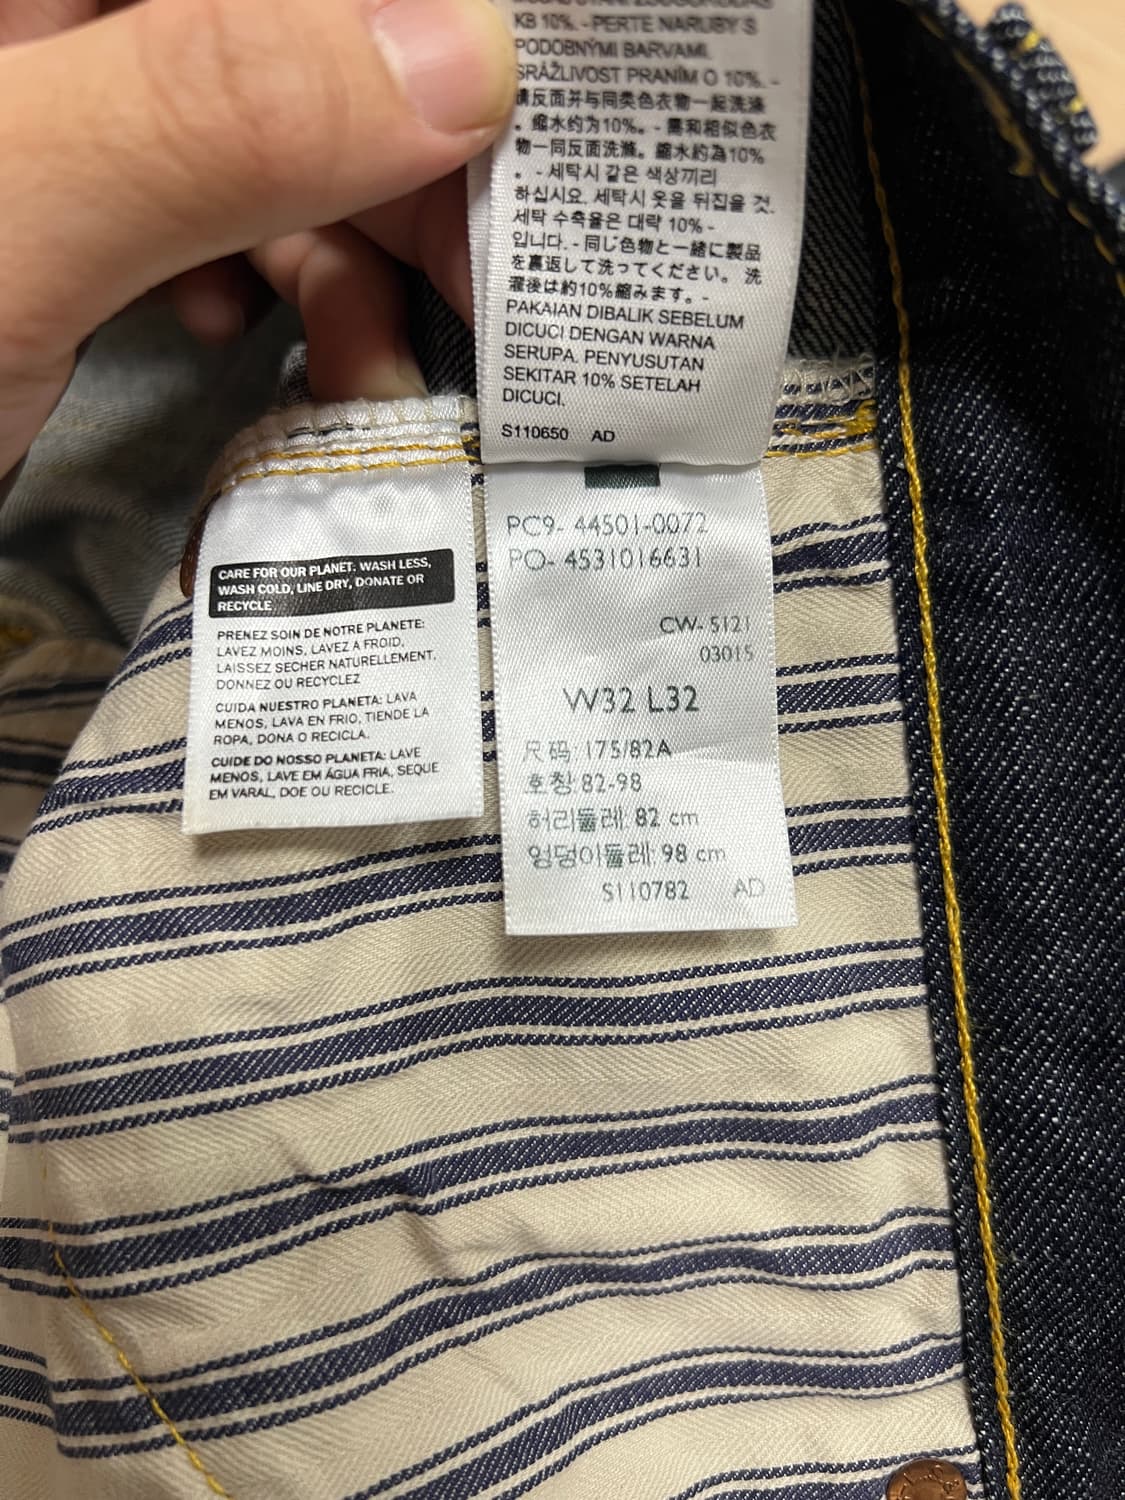 KB 10%. - PERTE NARUBY S
PODOBNÝMI BARVAMI.
SRÁŽLIVOST PRANÍM O 10%. -
请反面并与同类色衣物一起洗涤
。缩水约为10%。- 需和相似色衣
物一同反面洗滌。縮水約為10%
。- 세탁시 같은 색상끼리
하십시요. 세탁시 옷을 뒤집을 것.
세탁 수축율은 대략 10% -
입니다. - 同じ色物と一緒に製品
を裏返して洗ってください。 洗
濯後は約10%縮みます。-
PAKAIAN DIBALIK SEBELUM
DICUCI DENGAN WARNA
SERUPA. PENYUSUTAN
SEKITAR 10% SETELAH
DICUCI.
S110650 AD
CARE FOR OUR PLANET: WASH LESS,
WASH COLD, LINE DRY, DONATE OR
RECYCLE
PRENEZ SOIN DE NOTRE PLANETE:
LAVEZ MOINS, LAVEZ A FROID,
LAISSEZ SECHER NATURELLEMENT,
DONNEZ OU RECYCLEZ
CUIDA NUESTRO PLANETA: LAVA
MENOS, LAVA EN FRIO, TIENDE LA
ROPA, DONA O RECICLA.
CUIDE DO NOSSO PLANETA: LAVE
MENOS, LAVE EM ÁGUA FRIA, SEQUE
EM VARAL, DOE OU RECICLE.
PC9- 44501-0072
PO- 4531016631
CW- 5121
03015
W32 L32
尺码: 175/82A
호칭: 82-98
허리둘레: 82 cm
엉덩이둘레: 98 cm
S110782 AD